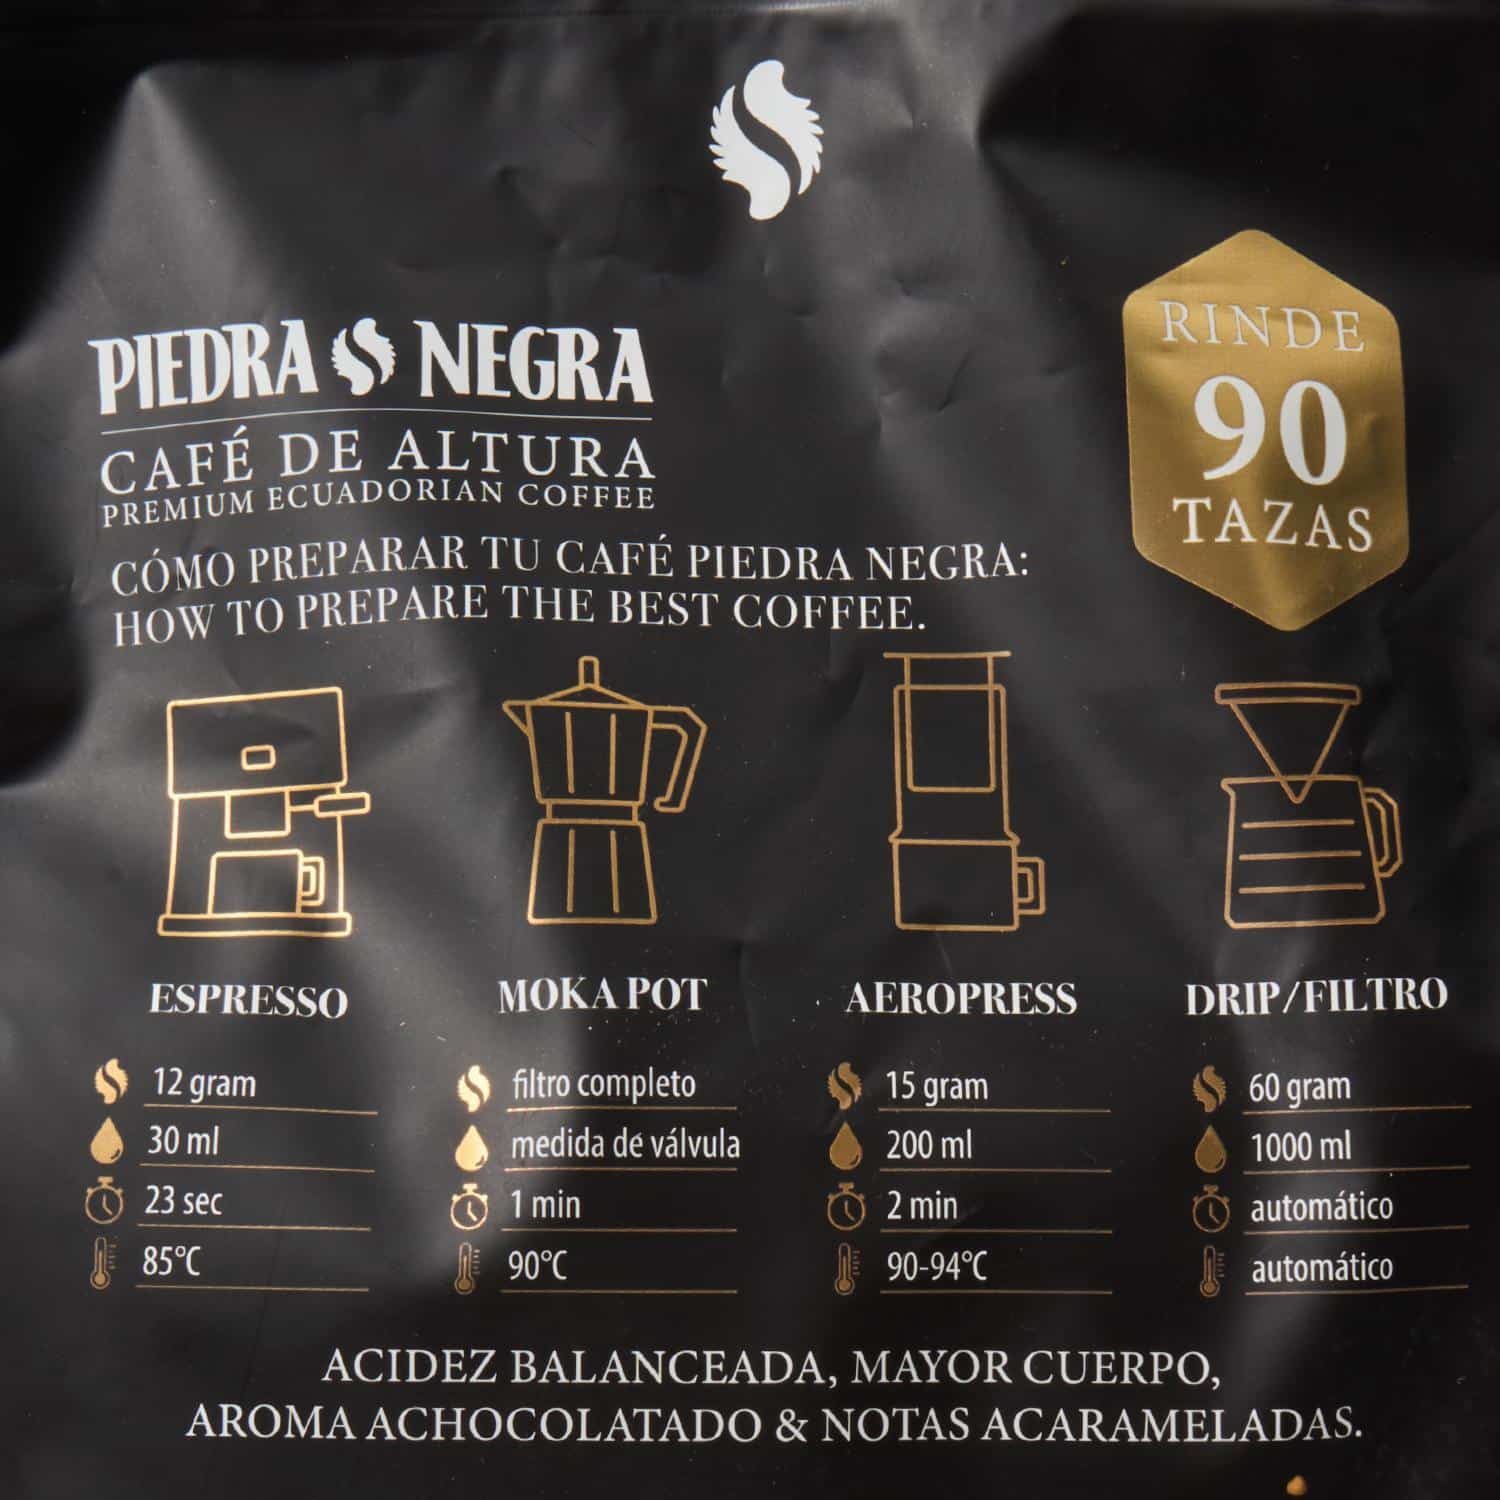 PIEDRA NEGRA
CAFÉ DE ALTURA
PREMIUM ECUADORIAN COFFEE
RINDE
90
TAZAS
CÓMO PREPARAR TU CAFÉ PIEDRA NEGRA:
HOW TO PREPARE THE BEST COFFEE.
ESPRESSO
12 gram
30 ml
23 sec
85°C
MOKA POT
filtro completo
medida de válvula
1 min
90°C
AEROPRESS
15 gram
200 ml
2 min
90-94°C
DRIP/FILTRO
60 gram
1000 ml
automático
automático
ACIDEZ BALANCEADA, MAYOR CUERPO,
AROMA ACHOCOLATADO & NOTAS ACARAMELADAS.